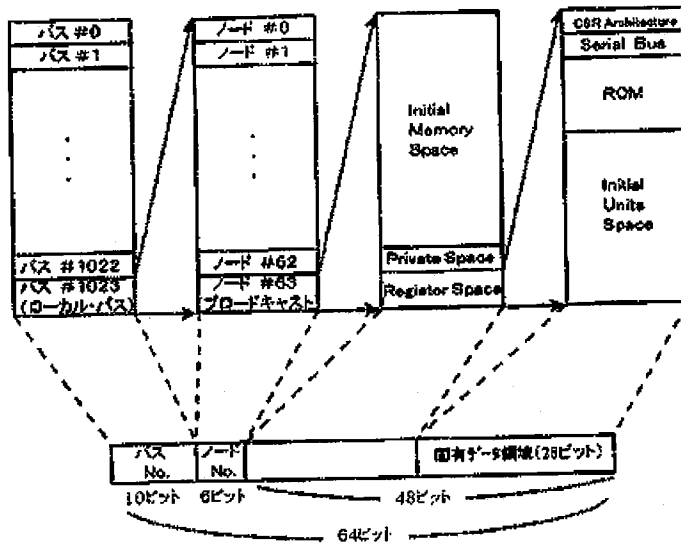 バス #0
バス #1
バス #1022
バス #1023
(ローカル・バス)
ノード #0
ノード #1
ノード #62
ノード #63
ブロードキャスト
Initial
Memory
Space
Private Space
Register Space
CSR Architecture
Serial Bus
ROM
Initial
Units
Space
バス
No.
ノード
No.
固有データ領域(28ビット)
10ビット
6ビット
48ビット
64ビット